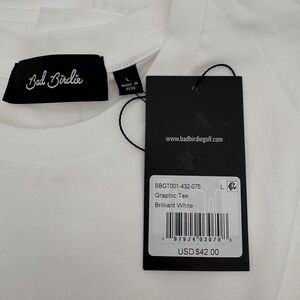 Bad Birdie
L
MADE IN
PERU
www.badbirdiegolf.com
BBGT001-432-075
L
Graphic Tee
Brilliant White
USD $42.00